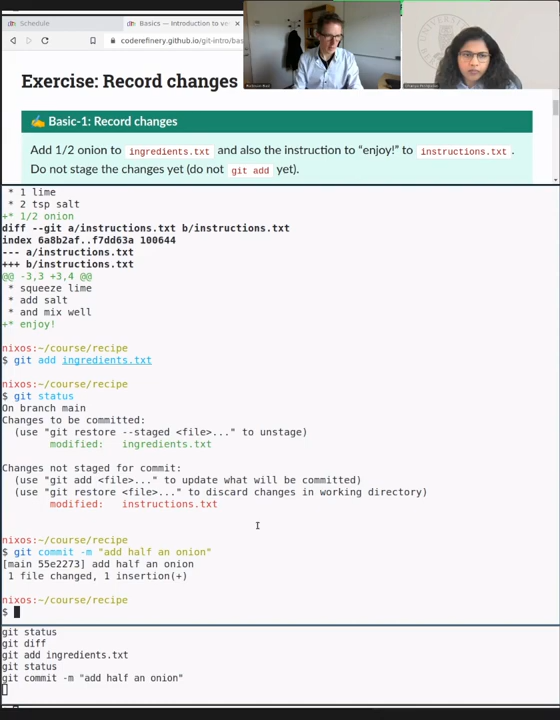 Schedule
Basics — Introduction to ve
coderefinery.github.io/git-intro/bas
Exercise: Record changes
✍ Basic-1: Record changes
Add 1/2 onion to ingredients.txt and also the instruction to “enjoy!” to instructions.txt .
Do not stage the changes yet (do not git add yet).
* 1 lime
* 2 tsp salt
+* 1/2 onion
diff --git a/instructions.txt b/instructions.txt
index 6a8b2af..f7dd63a 100644
--- a/instructions.txt
+++ b/instructions.txt
@@ -3,3 +3,4 @@
* squeeze lime
* add salt
* and mix well
+* enjoy!
nixos:~/course/recipe
$ git add ingredients.txt
nixos:~/course/recipe
$ git status
On branch main
Changes to be committed:
(use "git restore --staged <file>..." to unstage)
modified:   ingredients.txt
Changes not staged for commit:
(use "git add <file>..." to update what will be committed)
(use "git restore <file>..." to discard changes in working directory)
modified:   instructions.txt
nixos:~/course/recipe
$ git commit -m "add half an onion"
[main 55e2273] add half an onion
1 file changed, 1 insertion(+)
nixos:~/course/recipe
$
git status
git diff
git add ingredients.txt
git status
git commit -m "add half an onion"